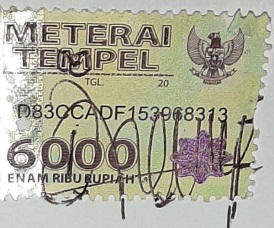 METERAI
TEMPEL
TGL. 20
D83CCADF153968313
6000
ENAM RIBU RUPIAH